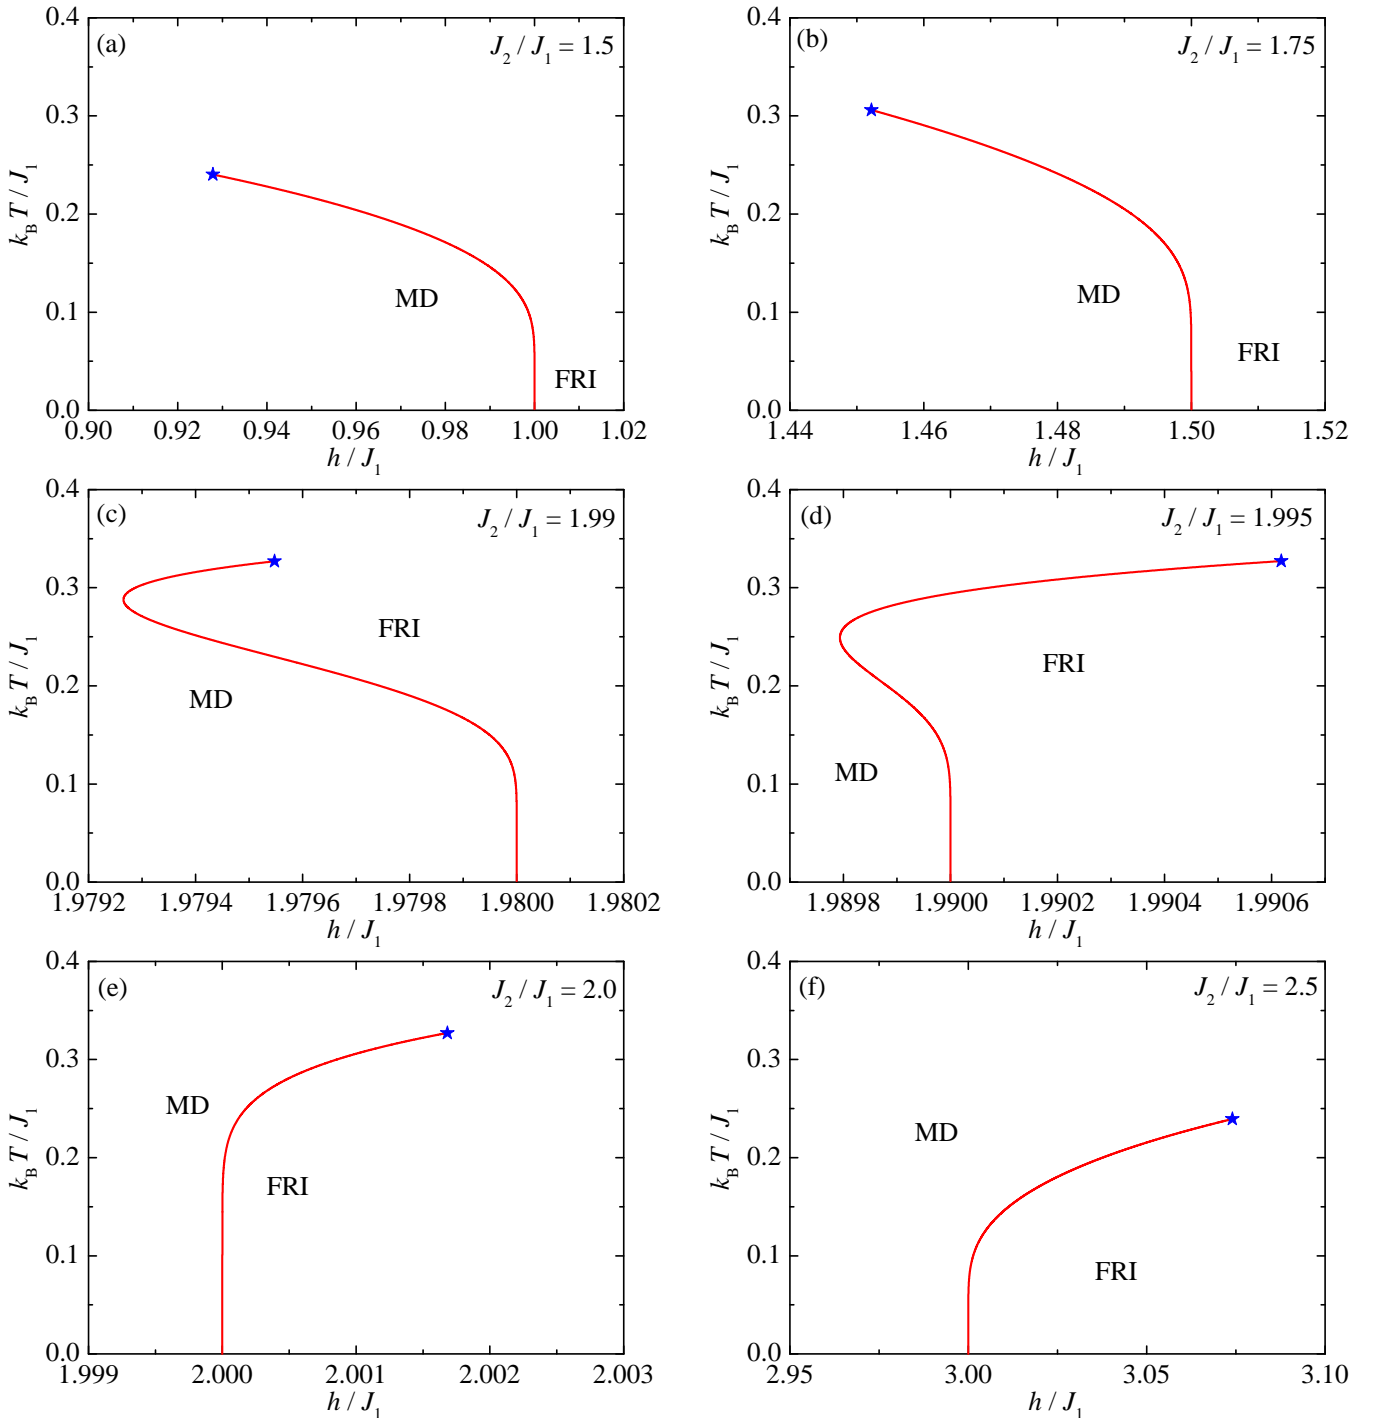 (a)
J2 / J1 = 1.5
0.4
0.3
0.2
0.1
0.0
kB T / J1
MD
FRI
0.90 0.92 0.94 0.96 0.98 1.00 1.02
h / J1
(b)
J2 / J1 = 1.75
0.4
0.3
0.2
0.1
0.0
kB T / J1
MD
FRI
1.44 1.46 1.48 1.50 1.52
h / J1
(c)
J2 / J1 = 1.99
0.4
0.3
0.2
0.1
0.0
kB T / J1
FRI
MD
1.9792 1.9794 1.9796 1.9798 1.9800 1.9802
h / J1
(d)
J2 / J1 = 1.995
0.4
0.3
0.2
0.1
0.0
kB T / J1
FRI
MD
1.9898 1.9900 1.9902 1.9904 1.9906
h / J1
(e)
J2 / J1 = 2.0
0.4
0.3
0.2
0.1
0.0
kB T / J1
MD
FRI
1.999 2.000 2.001 2.002 2.003
h / J1
(f)
J2 / J1 = 2.5
0.4
0.3
0.2
0.1
0.0
kB T / J1
MD
FRI
2.95 3.00 3.05 3.10
h / J1